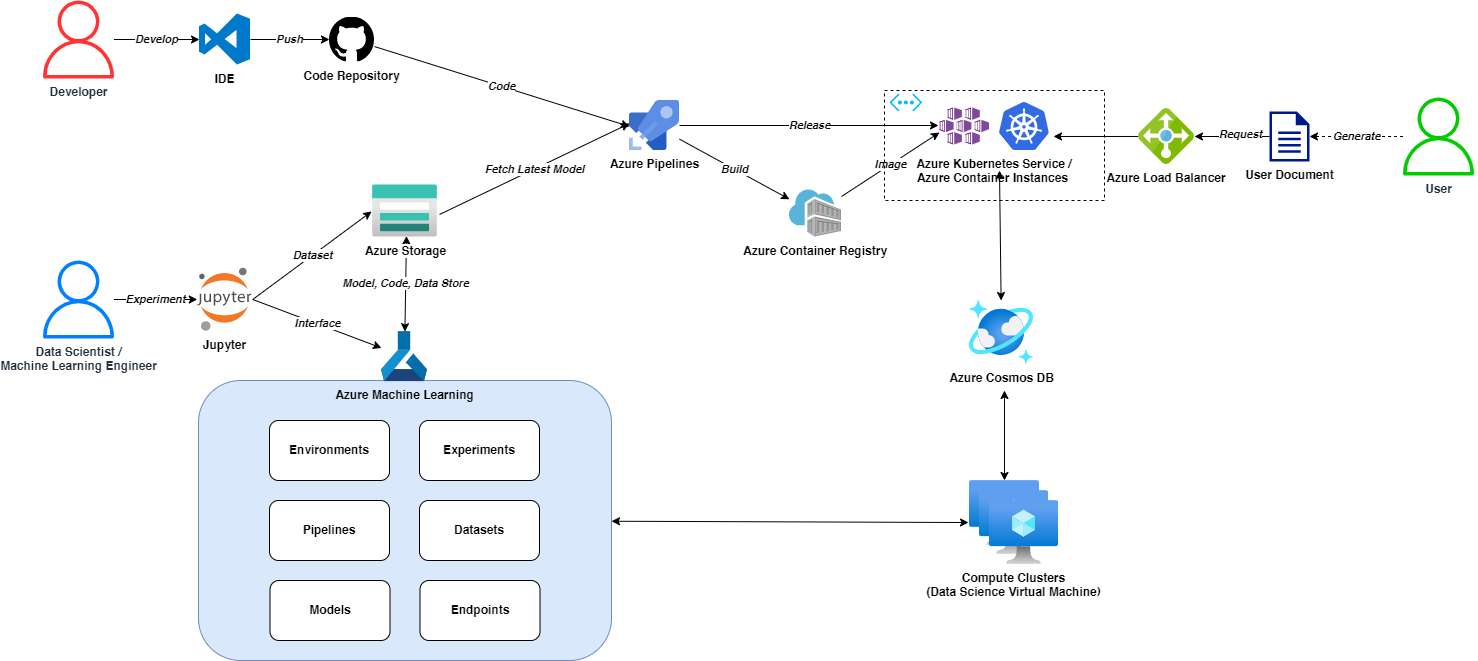 Develop
Push
IDE
Code Repository
Developer
Code
Azure Pipelines
Release
Fetch Latest Model
Build
Image
Azure Kubernetes Service /
Azure Container Instances
Azure Load Balancer
Request
User Document
Generate
User
Azure Container Registry
Azure Storage
Dataset
Model, Code, Data Store
Experiment
jupyter
Interface
Jupyter
Data Scientist /
Machine Learning Engineer
Azure Cosmos DB
Azure Machine Learning
Environments
Experiments
Pipelines
Datasets
Models
Endpoints
Compute Clusters
(Data Science Virtual Machine)